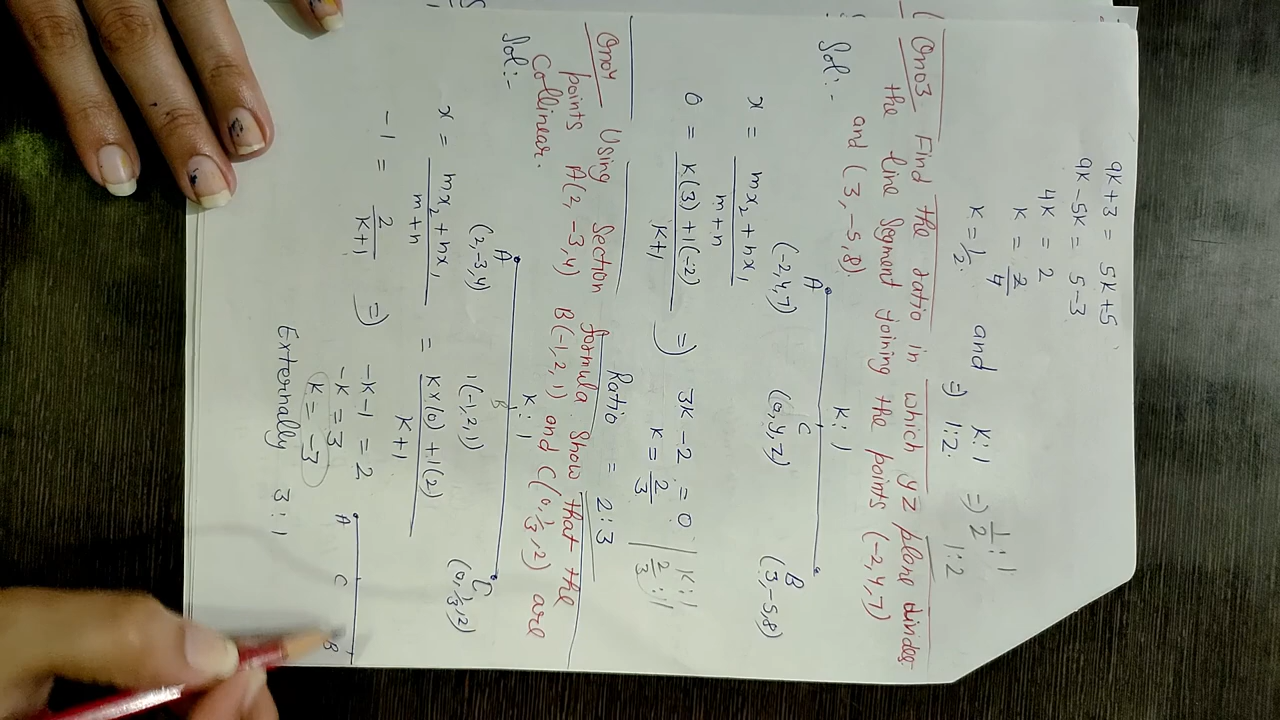 9K+3 = 5K+5
9K-5K = 5-3
4K = 2
K = 2/4
K = 1/2. and K:1 => 1/2:1
=> 1:2. 1:2
Qno3 Find the ratio in which yz plane divides
the line segment joining the points (-2,4,7)
and (3,-5,8).
Sol:-
K:1
A C B
(-2,4,7) (0,y,z) (3,-5,8)
x = mx2+nx1 / m+n
0 = K(3)+1(-2) / K+1 => 3K-2 = 0 | K:1
K = 2/3 | 2/3:1
Ratio = 2:3
Qno4 Using Section formula. Show that the
points A(2,-3,4) B(-1,2,1) and C(0,1/3,2) are
Collinear.
Sol:-
K:1
A B C
(2,-3,4) (-1,2,1) (0,1/3,2)
x = mx2+nx1 / m+n = K×(0)+1(2) / K+1
-1 = 2 / K+1 => -K-1 = 2
-K = 3
K = -3
A C B
Externally 3:1